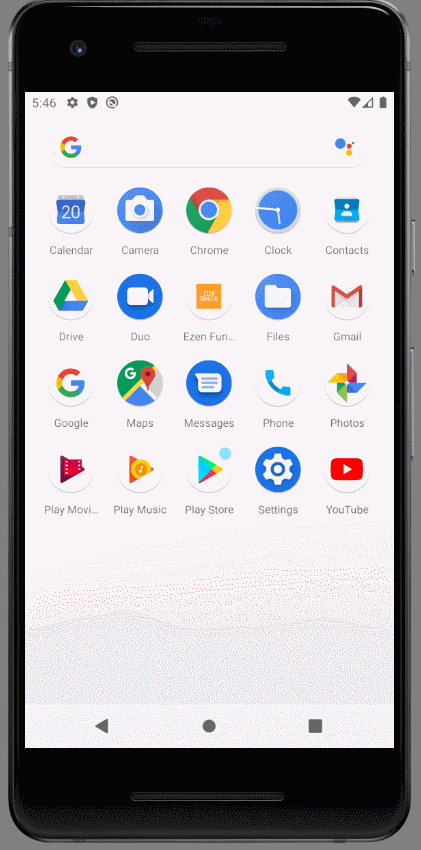 5:46
G
Calendar Camera Chrome Clock Contacts
20
Drive Duo Ezen Fun... Files Gmail
EZEN
G
Google Maps Messages Phone Photos
Play Movi... Play Music Play Store Settings YouTube